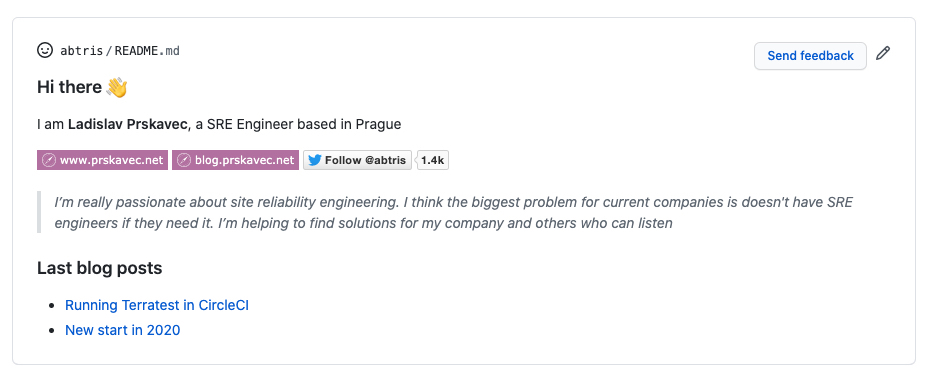 abtris/README.md
Send feedback
Hi there 👋
I am Ladislav Prskavec, a SRE Engineer based in Prague
www.prskavec.net blog.prskavec.net Follow @abtris 1.4k
I’m really passionate about site reliability engineering. I think the biggest problem for current companies is doesn't have SRE
engineers if they need it. I’m helping to find solutions for my company and others who can listen
Last blog posts
Running Terratest in CircleCI
New start in 2020